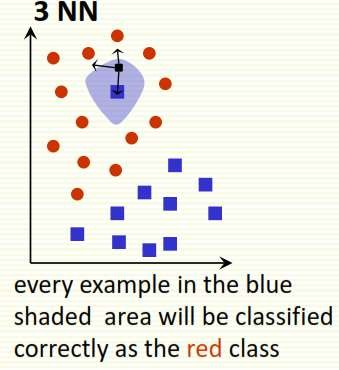 3 NN
every example in the blue
shaded area will be classified
correctly as the red class